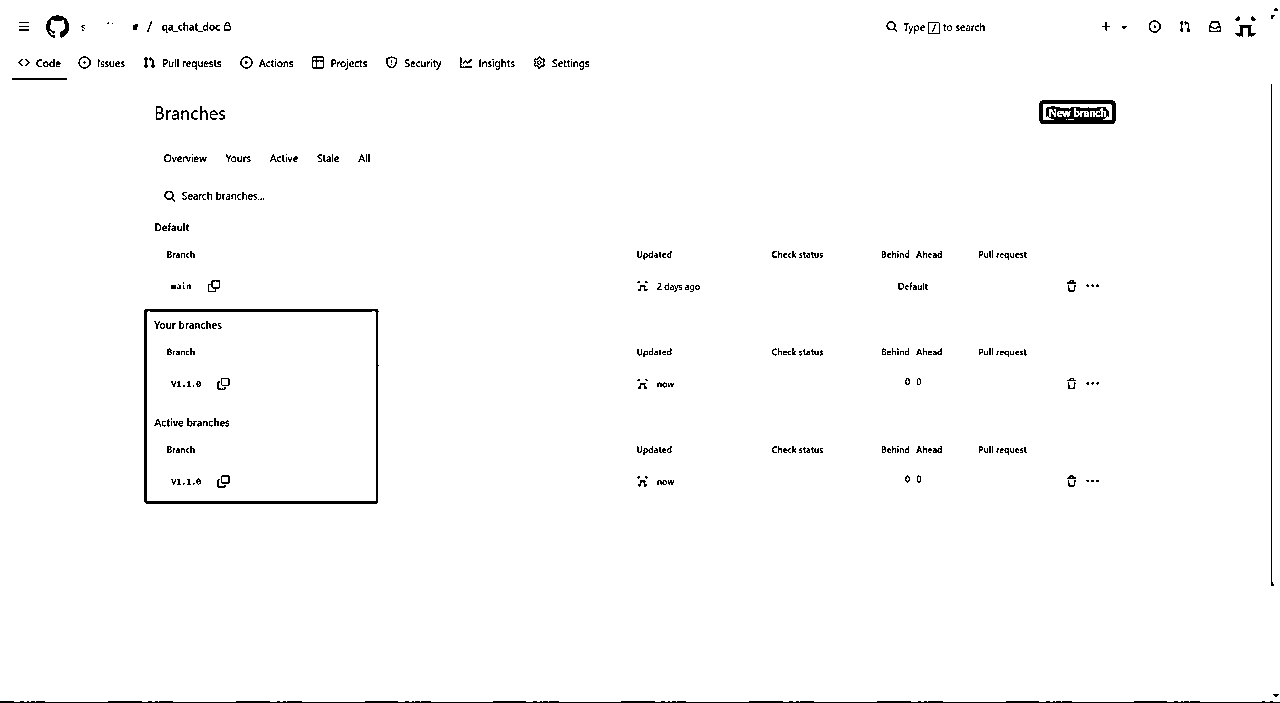 / qa_chat_doc
Type / to search
Code Issues Pull requests Actions Projects Security Insights Settings
Branches
New branch
Overview Yours Active Stale All
Search branches...
Default
Branch Updated Check status Behind Ahead Pull request
main 2 days ago Default
Your branches
Branch Updated Check status Behind Ahead Pull request
V1.1.0 now 0 0
Active branches
Branch Updated Check status Behind Ahead Pull request
V1.1.0 now 0 0